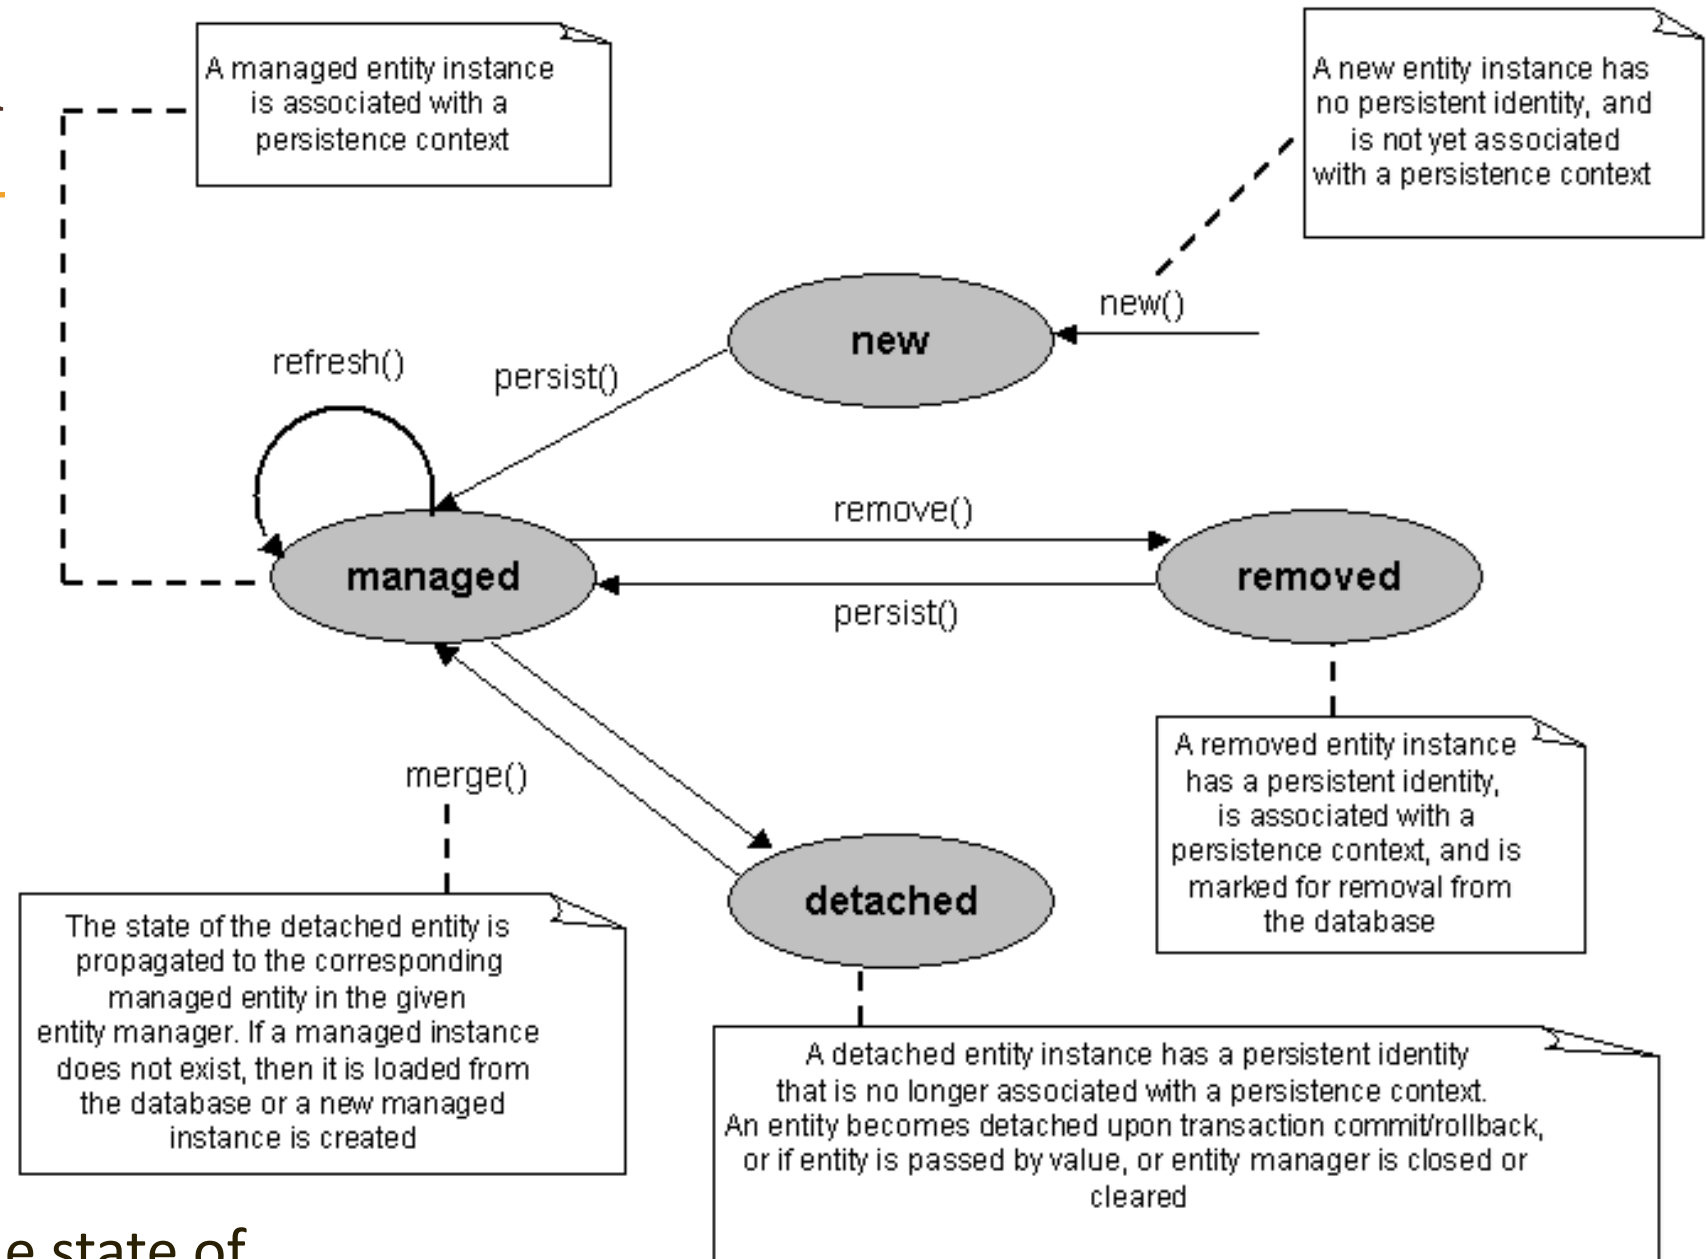 A managed entity instance
is associated with a
persistence context
A new entity instance has
no persistent identity, and
is not yet associated
with a persistence context
new()
new
refresh()
persist()
remove()
managed
removed
persist()
merge()
A removed entity instance
has a persistent identity,
is associated with a
persistence context, and is
marked for removal from
the database
detached
The state of the detached entity is
propagated to the corresponding
managed entity in the given
entity manager. If a managed instance
does not exist, then it is loaded from
the database or a new managed
instance is created
A detached entity instance has a persistent identity
that is no longer associated with a persistence context.
An entity becomes detached upon transaction commit/rollback,
or if entity is passed by value, or entity manager is closed or
cleared
e state of